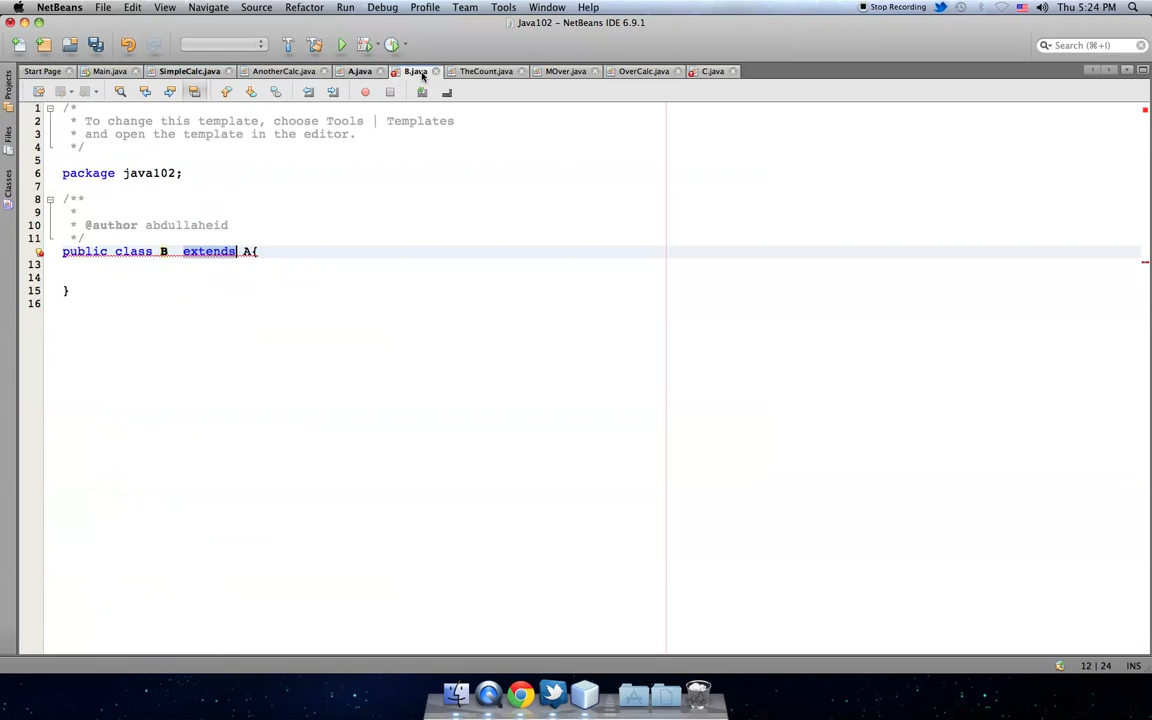 NetBeans File Edit View Navigate Source Refactor Run Debug Profile Team Tools Window Help Stop Recording Thu 5:24 PM
Java102 - NetBeans IDE 6.9.1
Search (⌘+I)
Start Page Main.java SimpleCalc.java AnotherCalc.java A.java B.java TheCount.java MOver.java OverCalc.java C.java
Projects
Files
Classes
1 /*
2 * To change this template, choose Tools | Templates
3 * and open the template in the editor.
4 */
5
6 package java102;
7
8 /**
9 *
10 * @author abdullaheid
11 */
public class B extends A{
13
14
15 }
16
12 | 24 INS